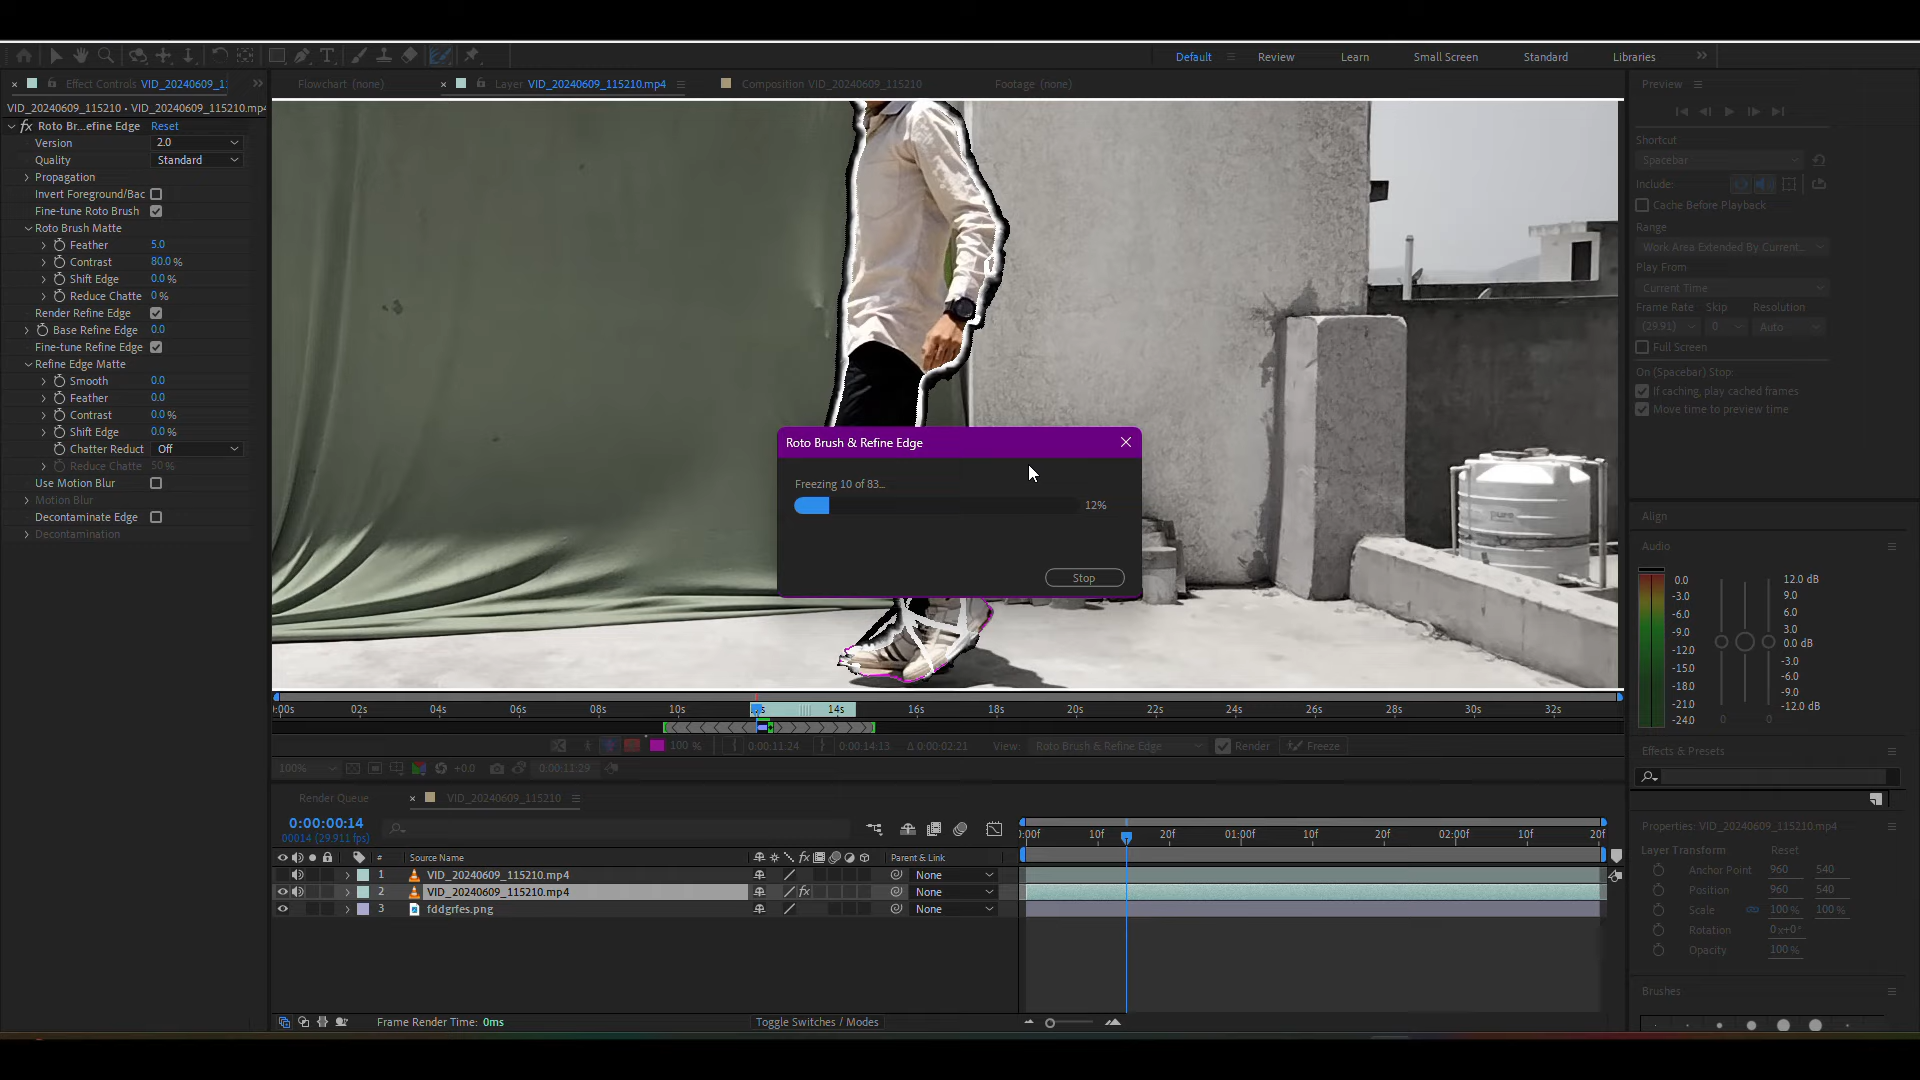 Default
Review
Learn
Small Screen
Standard
Libraries
Effect Controls VID_20240609_1:
Flowchart (none)
Layer VID_20240609_115210.mp4
Composition VID_20240609_115210
Footage (none)
Preview
VID_20240609_115210 • VID_20240609_115210.mp4
fx Roto Br...efine Edge Reset
Version 2.0
Quality Standard
Propagation
Invert Foreground/Bac
Fine-tune Roto Brush
Roto Brush Matte
Feather 5.0
Contrast 80.0 %
Shift Edge 0.0 %
Reduce Chatte 0 %
Render Refine Edge
Base Refine Edge 0.0
Fine-tune Refine Edge
Refine Edge Matte
Smooth 0.0
Feather 0.0
Contrast 0.0 %
Shift Edge 0.0 %
Chatter Reduct Off
Reduce Chatte 50 %
Use Motion Blur
Motion Blur
Decontaminate Edge
Decontamination
Roto Brush & Refine Edge
Freezing 10 of 83...
12%
Stop
pure
Shortcut
Spacebar
Include:
Cache Before Playback
Range
Work Area Extended By Current...
Play From
Current Time
Frame Rate Skip Resolution
(29.91) 0 Auto
Full Screen
On (Spacebar) Stop:
If caching, play cached frames
Move time to preview time
Align
Audio
0.0
-3.0
-6.0
-9.0
-12.0
-15.0
-18.0
-21.0
-24.0
12.0 dB
9.0
6.0
3.0
0.0 dB
-3.0
-6.0
-9.0
-12.0 dB
0 0
:00s 02s 04s 06s 08s 10s 14s 16s 18s 20s 22s 24s 26s 28s 30s 32s
100 % 0:00:11:24 0:00:14:13 Δ 0:00:02:21 View: Roto Brush & Refine Edge Render Freeze
100% +0.0 0:00:11:29
Effects & Presets
Render Queue
VID_20240609_115210
0:00:00:14
00014 (29.911 fps)
:00f 10f 20f 01:00f 10f 20f 02:00f 10f 20f
# Source Name fx Parent & Link
1 VID_20240609_115210.mp4 None
2 VID_20240609_115210.mp4 fx None
3 fddgrfes.png None
Frame Render Time: 0ms
Toggle Switches / Modes
Properties: VID_20240609_115210.mp4
Layer Transform Reset
Anchor Point 960 540
Position 960 540
Scale 100 % 100 %
Rotation 0x+0°
Opacity 100 %
Brushes